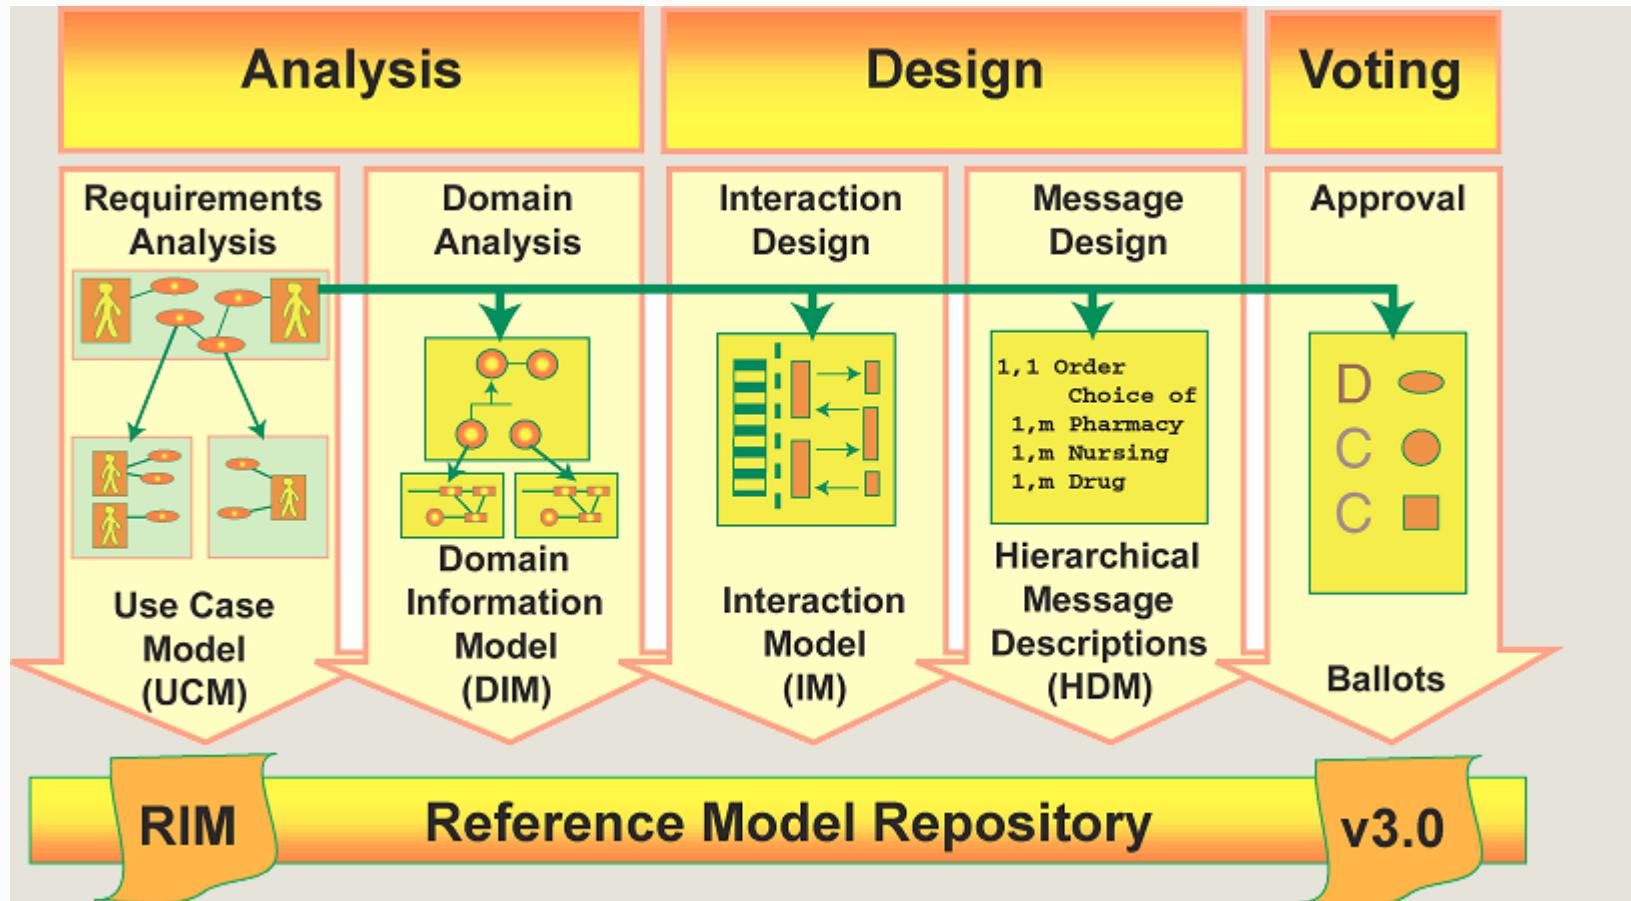 Analysis
Design
Voting
Requirements
Analysis
Use Case
Model
(UCM)
Domain
Analysis
Domain
Information
Model
(DIM)
Interaction
Design
Interaction
Model
(IM)
Message
Design
1,1 Order
Choice of
1,m Pharmacy
1,m Nursing
1,m Drug
Hierarchical
Message
Descriptions
(HDM)
Approval
D
C
C
Ballots
RIM
Reference Model Repository
v3.0